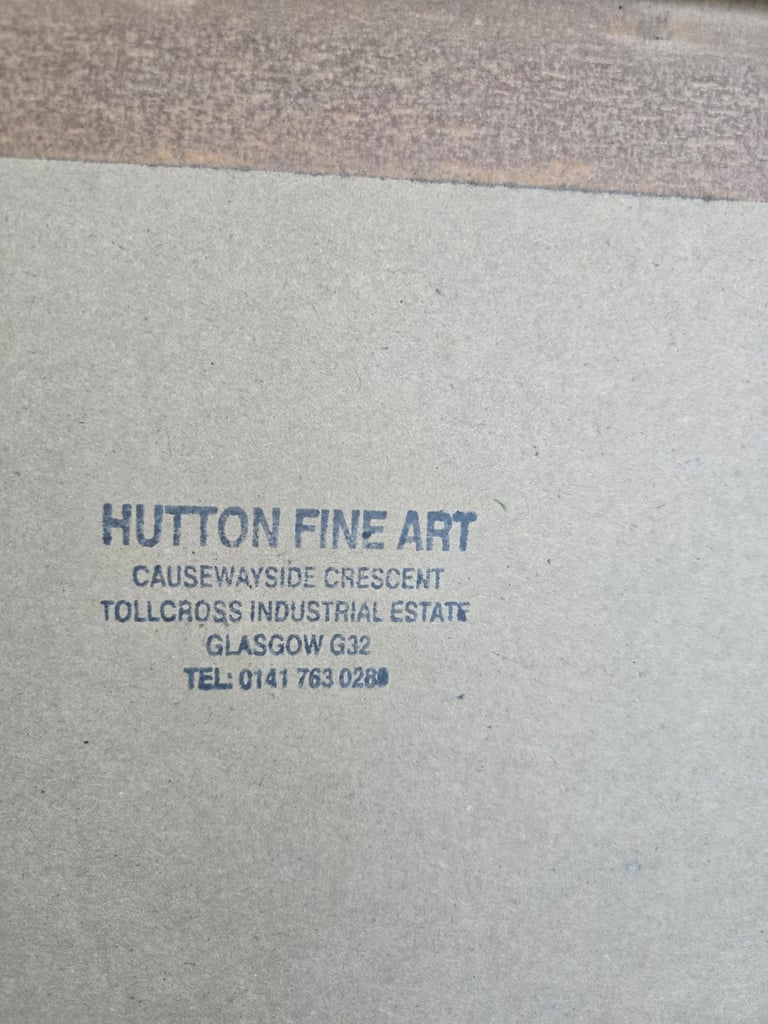 HUTTON FINE ART
CAUSEWAYSIDE CRESCENT
TOLLCROSS INDUSTRIAL ESTATE
GLASGOW G32
TEL: 0141 763